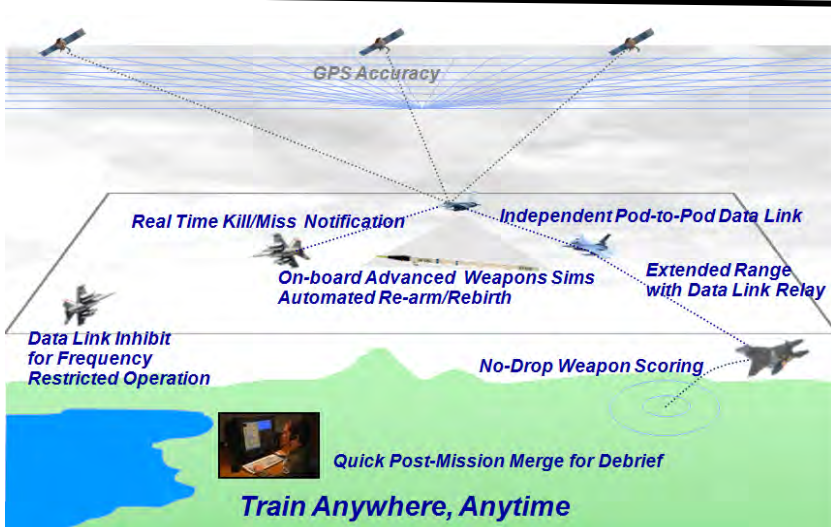 GPS Accuracy
Real Time Kill/Miss Notification
Independent Pod-to-Pod Data Link
On-board Advanced Weapons Sims
Automated Re-arm/Rebirth
Extended Range
with Data Link Relay
Data Link Inhibit
for Frequency
Restricted Operation
No-Drop Weapon Scoring
Quick Post-Mission Merge for Debrief
Train Anywhere, Anytime